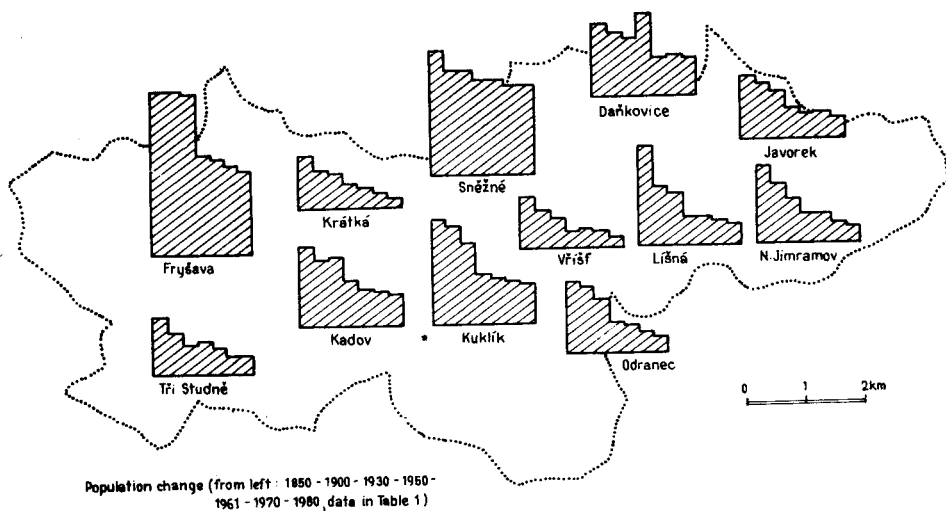 Daňkovice
Javorek
Sněžné
Krátká
Fryšava
Vříšť
Líšná
N. Jimramov
Kadov
Kuklík
Odranec
Tři Studně
0 1 2km
Population change (from left : 1850 - 1900 - 1930 - 1950 -
1961 - 1970 - 1980, data in Table 1)